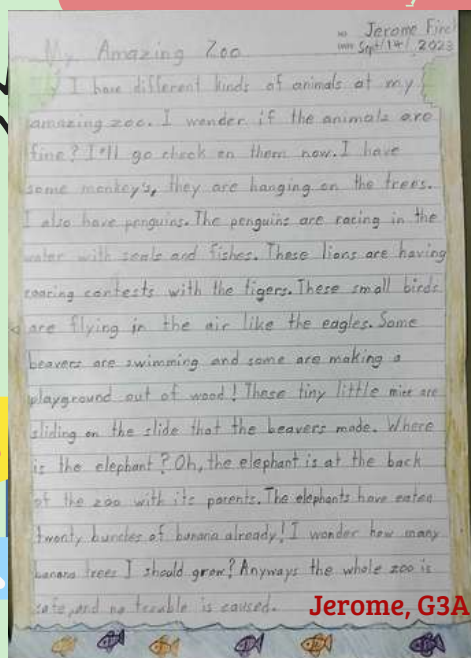 Jerome Finch
My Amazing Zoo
NO
DATE Sept/14/2023
I have different kinds of animals at my
amazing zoo. I wonder if the animals are
fine? I'll go check on them now. I have
some monkey's, they are hanging on the trees.
I also have penguins. The penguins are racing in the
water with seals and fishes. These lions are having
roaring contests with the tigers. These small birds
are flying in the air like the eagles. Some
beavers are swimming and some are making a
playground out of wood! These tiny little mice are
sliding on the slide that the beavers made. Where
is the elephant? Oh, the elephant is at the back
of the zoo with its parents. The elephants have eaten
twonty buncles of banana already! I wonder how many
banana trees I should grow? Anyways the whole zoo is
safe, and no trouble is caused.
Jerome, G3A